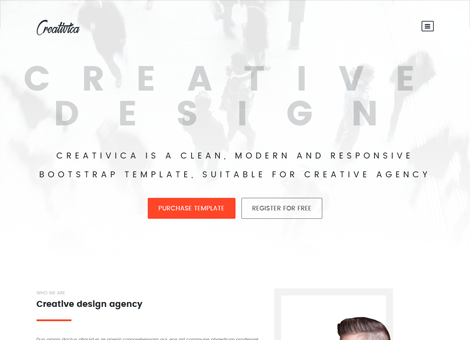 Creativica
CREATIVE
DESIGN
CREATIVICA IS A CLEAN, MODERN AND RESPONSIVE
BOOTSTRAP TEMPLATE, SUITABLE FOR CREATIVE AGENCY
PURCHASE TEMPLATE
REGISTER FOR FREE
WHO WE ARE
Creative design agency